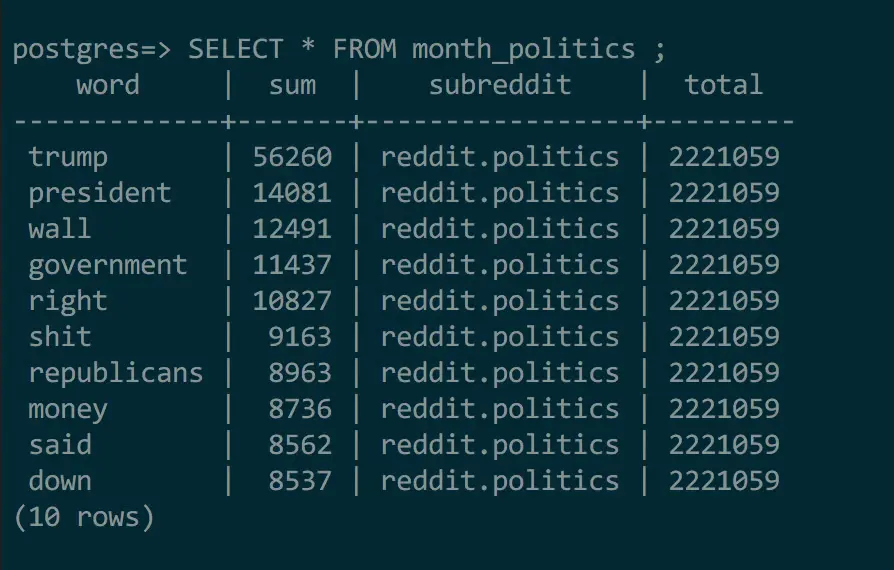 postgres=> SELECT * FROM month_politics ;
    word     |  sum  |    subreddit    |  total
-------------+-------+-----------------+---------
 trump       | 56260 | reddit.politics | 2221059
 president   | 14081 | reddit.politics | 2221059
 wall        | 12491 | reddit.politics | 2221059
 government  | 11437 | reddit.politics | 2221059
 right       | 10827 | reddit.politics | 2221059
 shit        |  9163 | reddit.politics | 2221059
 republicans |  8963 | reddit.politics | 2221059
 money       |  8736 | reddit.politics | 2221059
 said        |  8562 | reddit.politics | 2221059
 down        |  8537 | reddit.politics | 2221059
(10 rows)